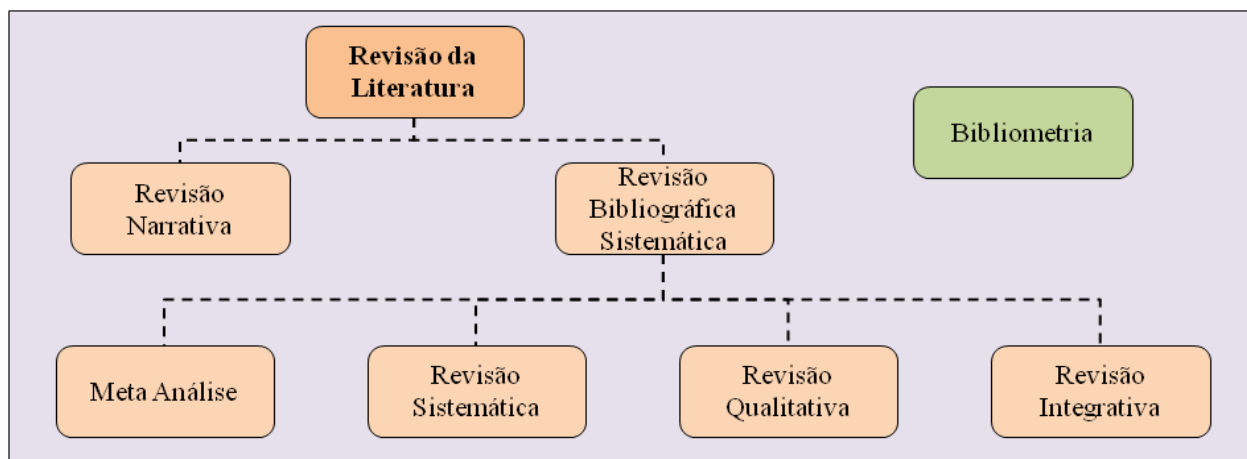 Revisão da
Literatura
Bibliometria
Revisão
Narrativa
Revisão
Bibliográfica
Sistemática
Meta Análise
Revisão
Sistemática
Revisão
Qualitativa
Revisão
Integrativa